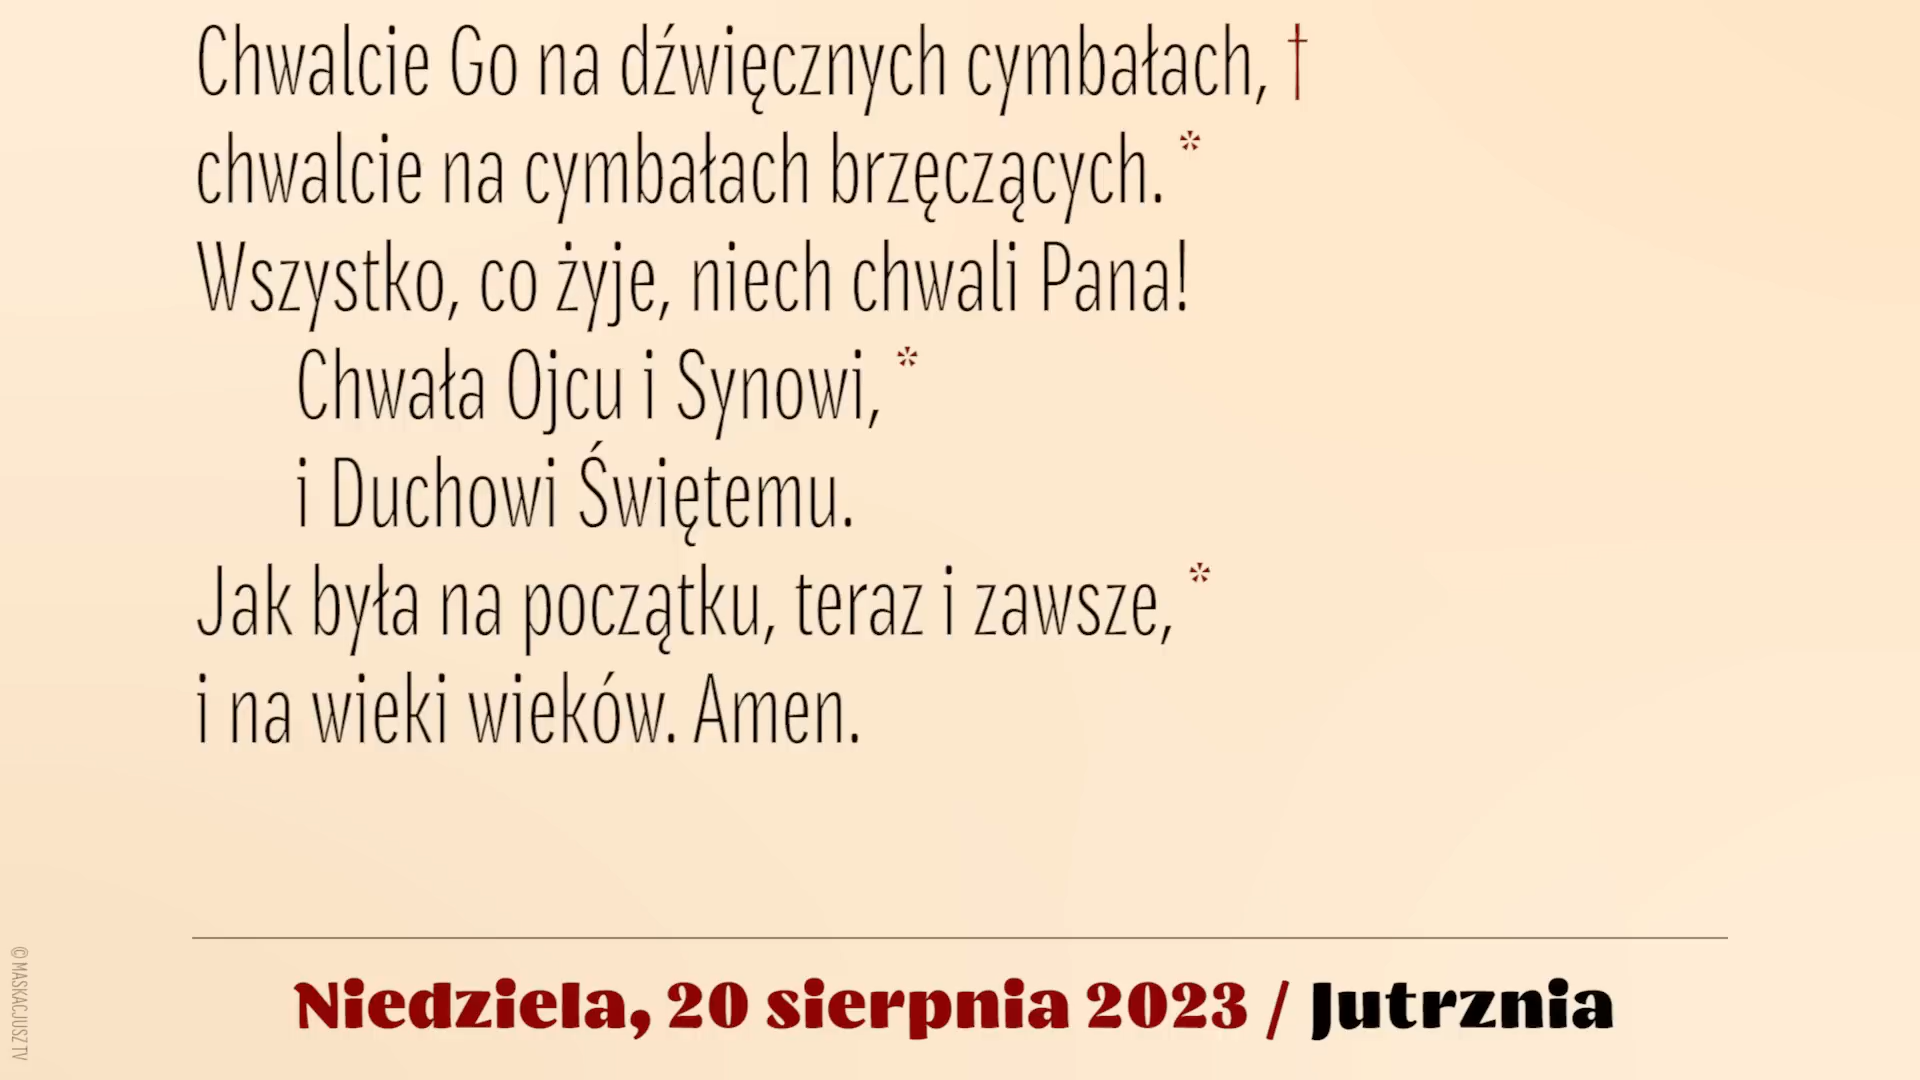 Chwalcie Go na dźwięcznych cymbałach, †
chwalcie na cymbałach brzęczących. *
Wszystko, co żyje, niech chwali Pana!
Chwała Ojcu i Synowi, *
i Duchowi Świętemu.
Jak była na początku, teraz i zawsze, *
i na wieki wieków. Amen.
Niedziela, 20 sierpnia 2023 / Jutrznia
© MASKACJUSZ TV